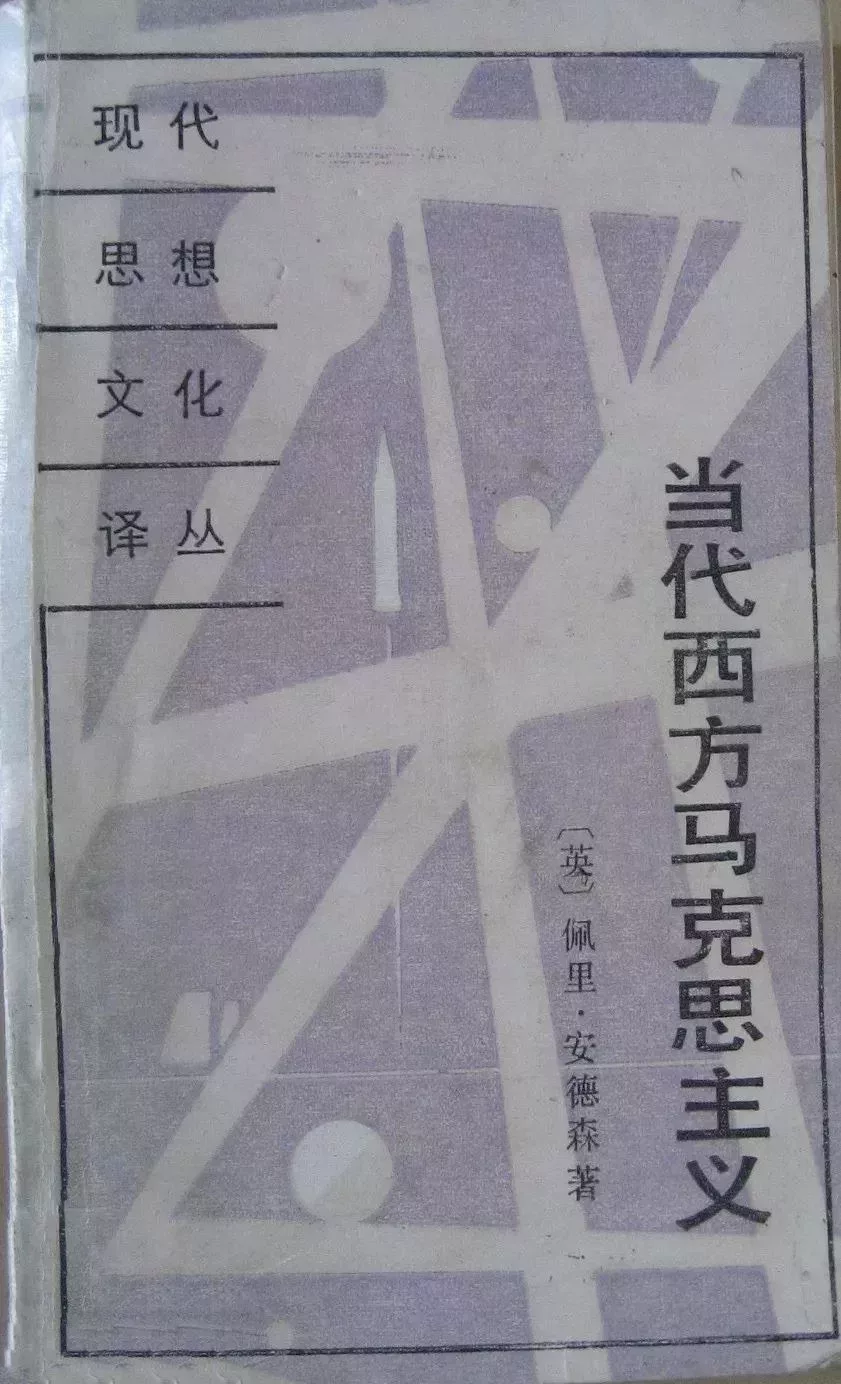 现代
思想
文化
译丛
当代西方马克思主义
〔英〕佩里·安德森著